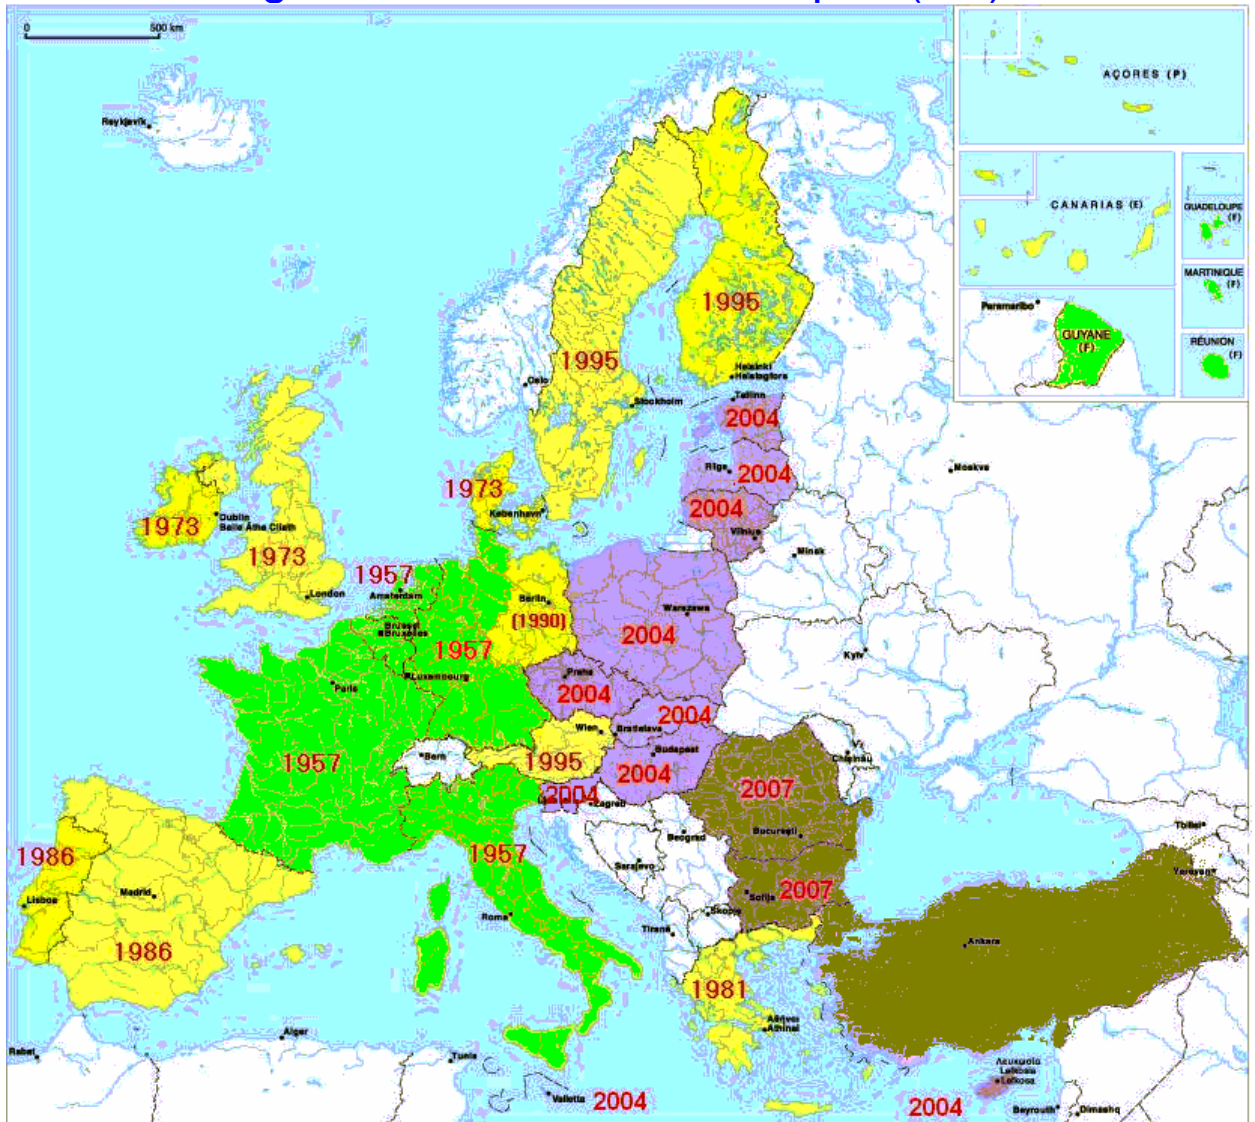 0 500 km
AÇORES (P)
Reykjavík
CANARIAS (E)
GUADELOUPE
(F)
MARTINIQUE
(F)
Paramaribo
GUYANE
(F)
RÉUNION
(F)
1995
1995
Helsinki
Helsingfors
Oslo
Stockholm
Tallinn
2004
Rīga
2004
Moskva
1973
København
2004
Vilnius
1973
Dublin
Baile Átha Cliath
1973
Minsk
London
1957
Amsterdam
Berlin
(1990)
Warszawa
2004
Brussel
Bruxelles
1957
Kyiv
Luxembourg
Paris
Praha
2004
2004
Wien
Bratislava
Bern
1995
Budapest
2004
Chişinău
1957
2004
Zagreb
2007
Bucureşti
Beograd
Tbilisi
1986
1957
Sarajevo
Yerevan
Madrid
Lisboa
Sofija
2007
Roma
Skopje
Tiranë
Ankara
1986
1981
Athinai
Alger
Rabat
Tunis
Lefkosia
Lefkosa
Valletta
2004
2004
Beyrouth
Dimashq